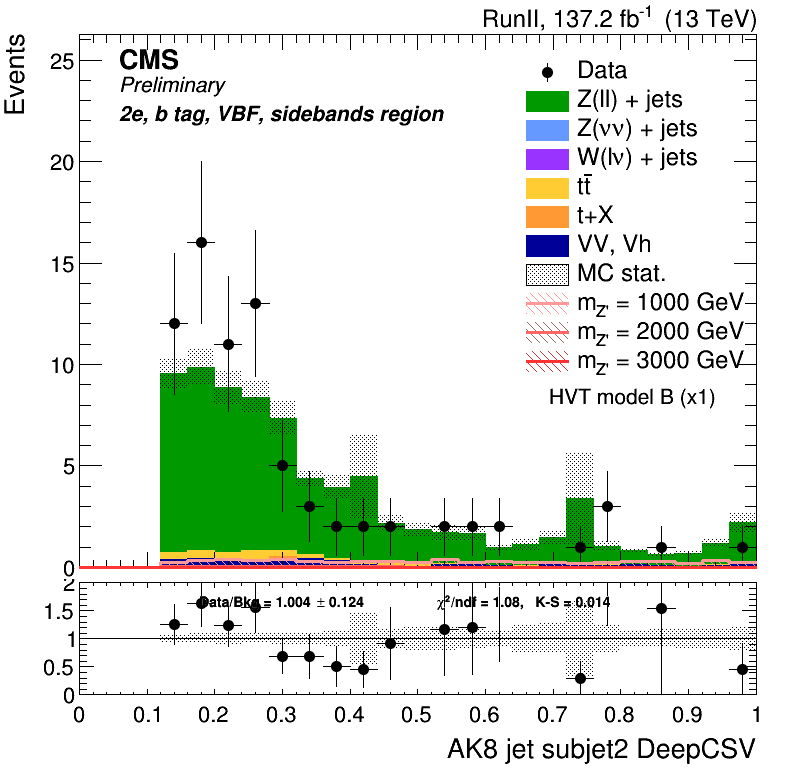 RunII, 137.2 fb⁻¹ (13 TeV)
Events
CMS
Preliminary
2e, b tag, VBF, sidebands region
Data
Z(ll) + jets
Z(νν) + jets
W(lν) + jets
tt̄
t+X
VV, Vh
MC stat.
m_Z' = 1000 GeV
m_Z' = 2000 GeV
m_Z' = 3000 GeV
HVT model B (x1)
25
20
15
10
5
0
Data/Bkg = 1.004 ± 0.124
χ²/ndf = 1.08, K-S = 0.014
2
1.5
1
0.5
0
0 0.1 0.2 0.3 0.4 0.5 0.6 0.7 0.8 0.9 1
AK8 jet subjet2 DeepCSV